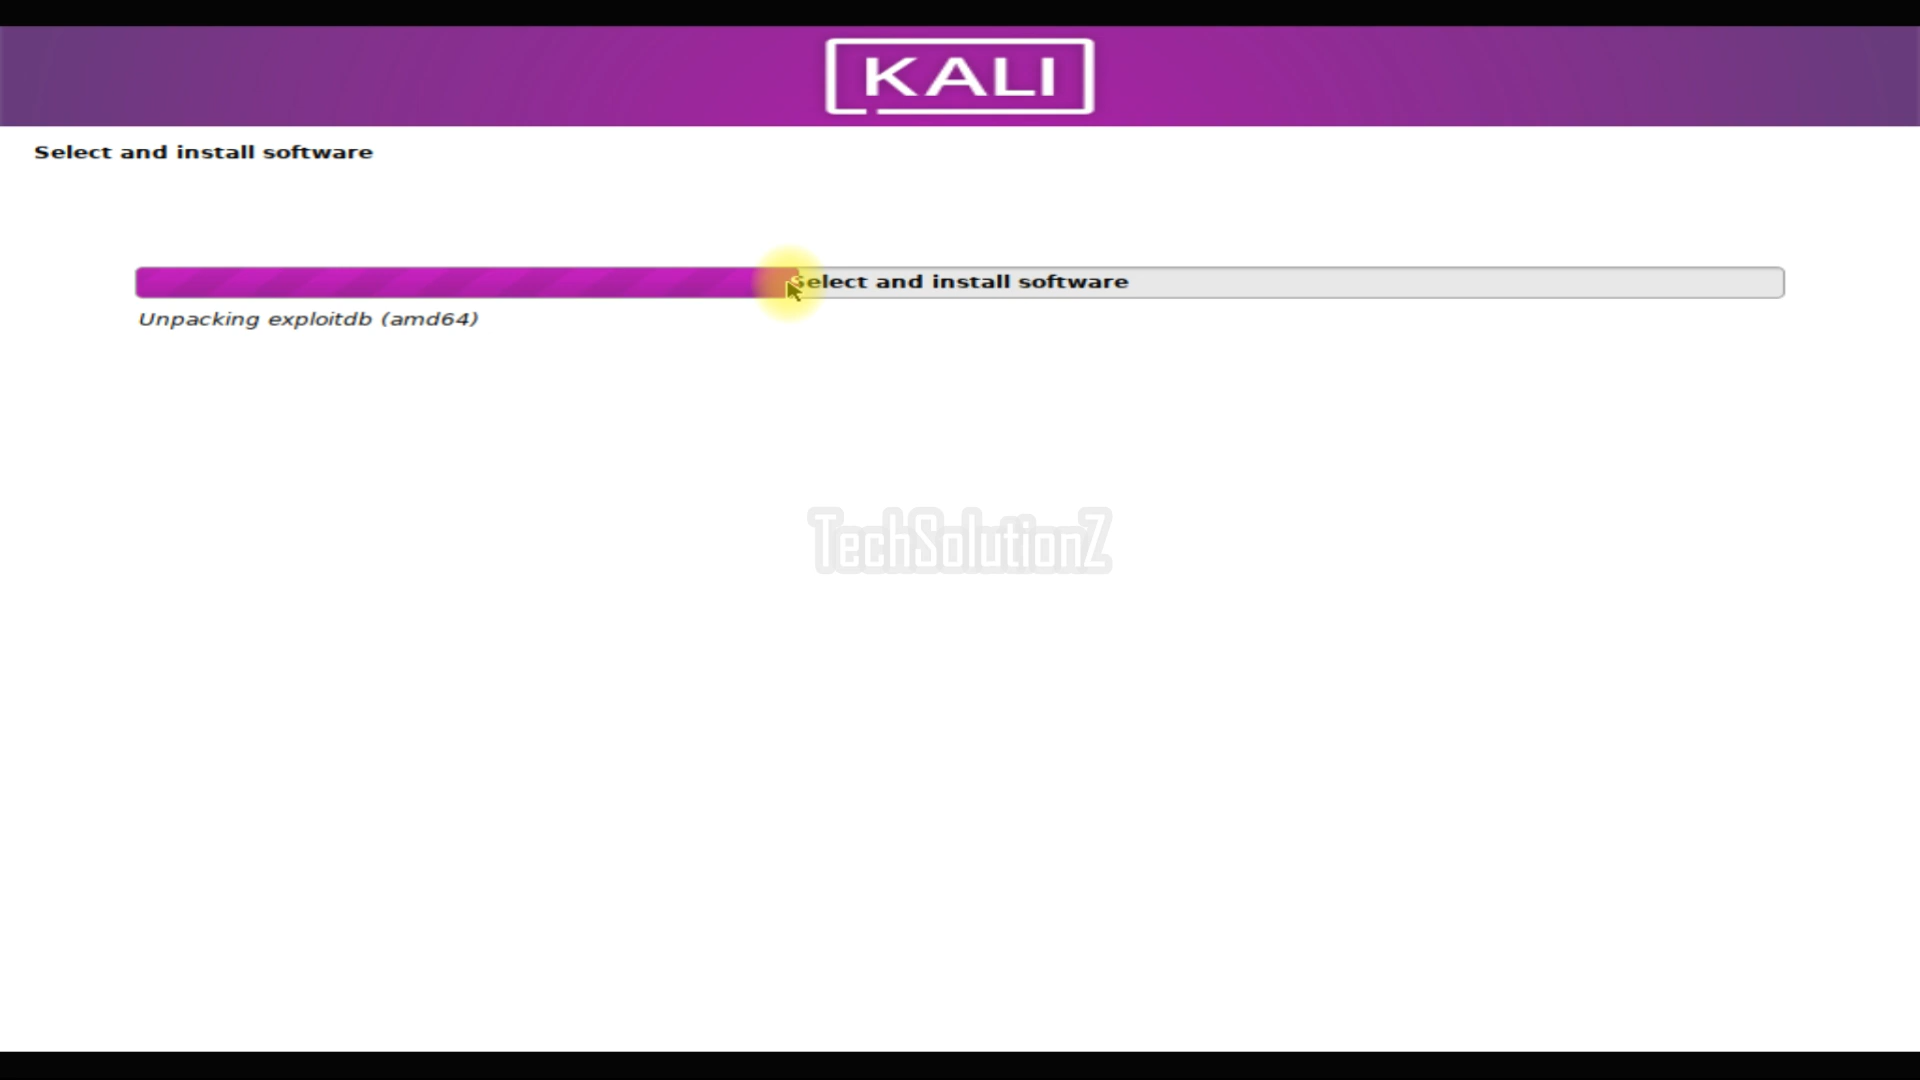 KALI
Select and install software
Select and install software
Unpacking exploitdb (amd64)
TechSolutionZ